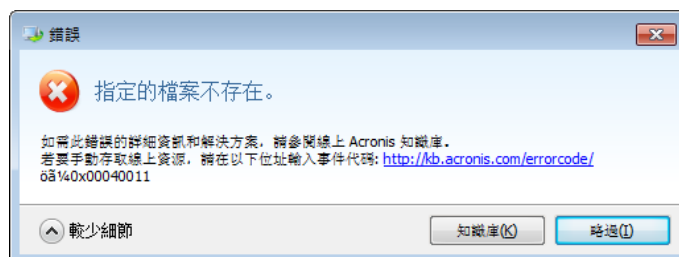 錯誤
指定的檔案不存在。
如需此錯誤的詳細資訊和解決方案，請參閱線上 Acronis 知識庫。
若要手動存取線上資源，請在以下位址輸入事件代碼: http://kb.acronis.com/errorcode/
öã¼0x00040011
較少細節
知識庫(K)
略過(I)